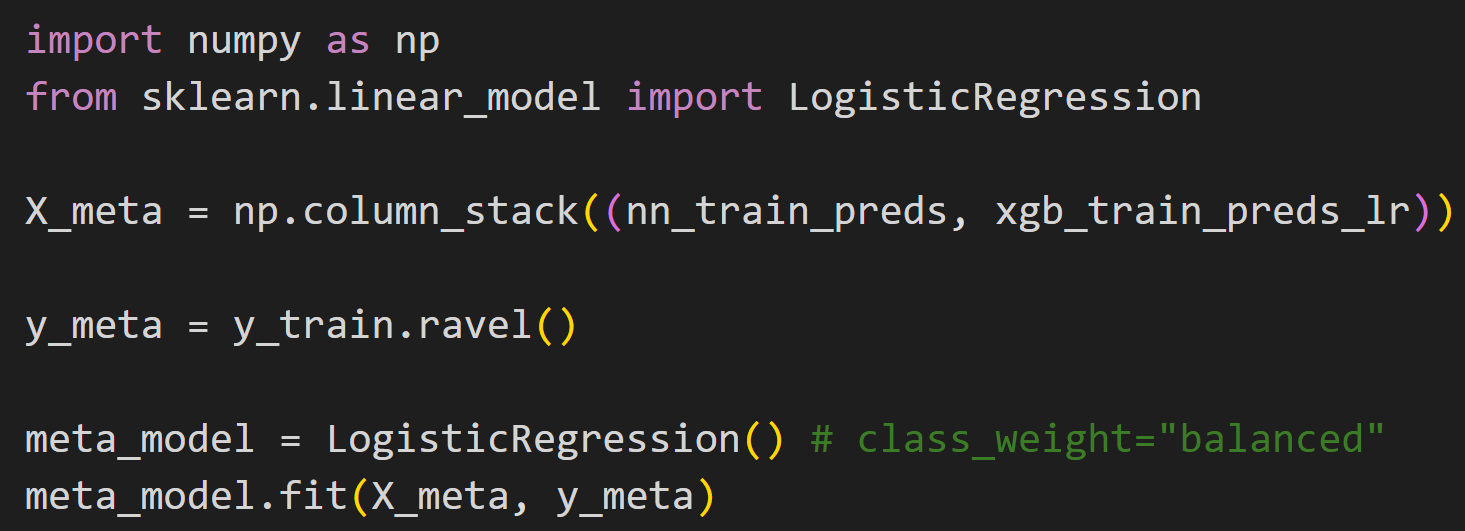 import numpy as np
from sklearn.linear_model import LogisticRegression
X_meta = np.column_stack((nn_train_preds, xgb_train_preds_lr))
y_meta = y_train.ravel()
meta_model = LogisticRegression() # class_weight="balanced"
meta_model.fit(X_meta, y_meta)